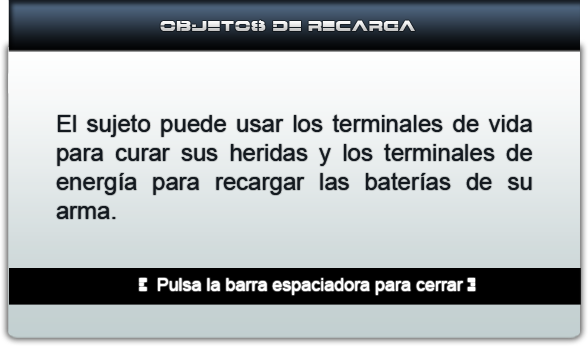 OBJETOS DE RECARGA
El sujeto puede usar los terminales de vida
para curar sus heridas y los terminales de
energía para recargar las baterías de su
arma.
[ Pulsa la barra espaciadora para cerrar ]